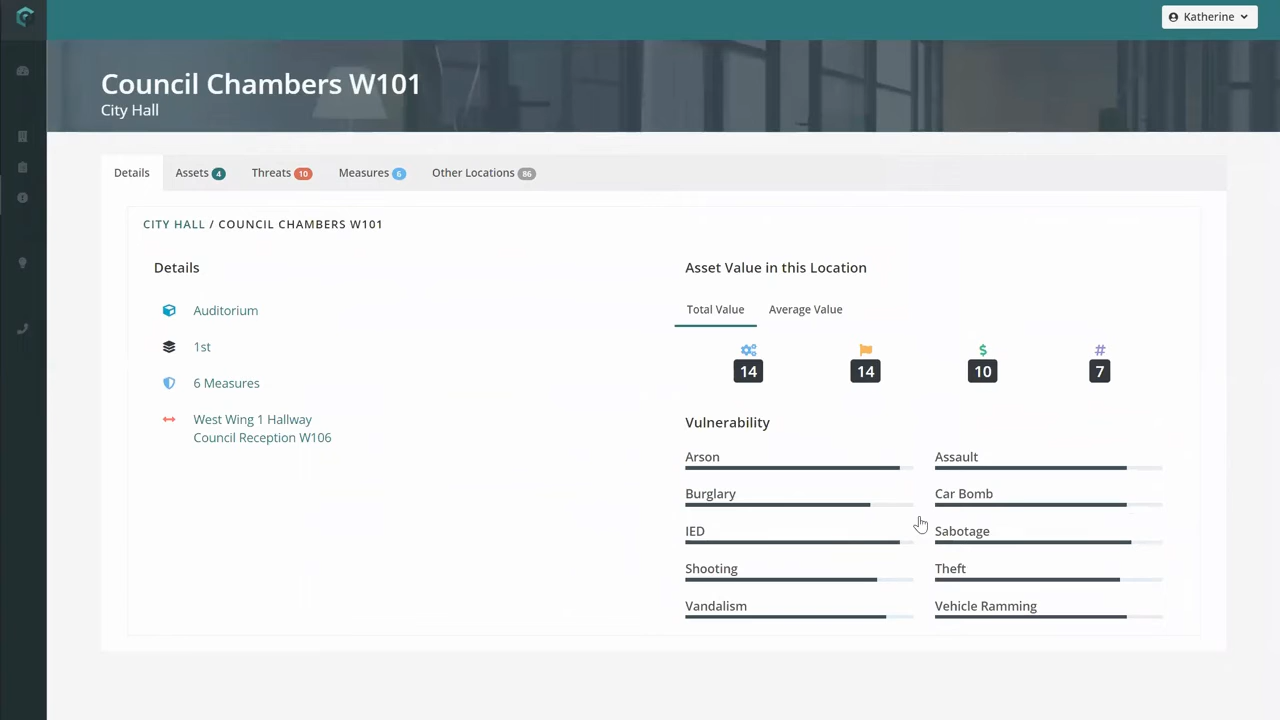 Katherine
Council Chambers W101
City Hall
Details
Assets 4
Threats 10
Measures 6
Other Locations 86
CITY HALL / COUNCIL CHAMBERS W101
Details
Auditorium
1st
6 Measures
West Wing 1 Hallway
Council Reception W106
Asset Value in this Location
Total Value
Average Value
$
#
14
14
10
7
Vulnerability
Arson
Assault
Burglary
Car Bomb
IED
Sabotage
Shooting
Theft
Vandalism
Vehicle Ramming